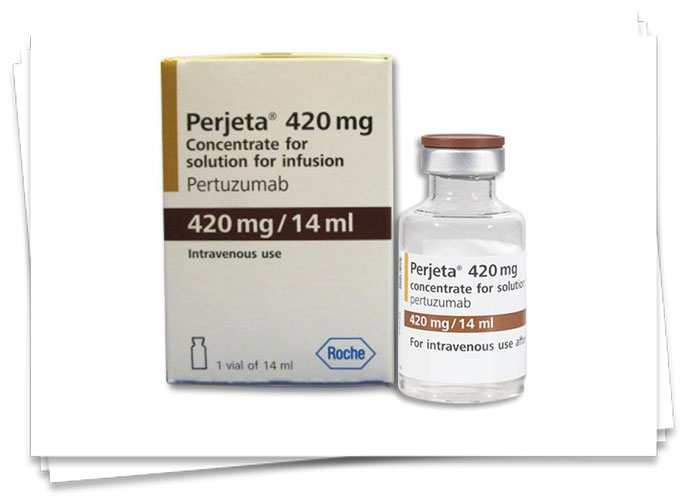 Perjeta® 420 mg
Concentrate for
solution for infusion
Pertuzumab
420 mg/14 ml
Intravenous use
1 vial of 14 ml
Roche
Perjeta® 420 mg
concentrate for solution
pertuzumab
420 mg/14 ml
For intravenous use after